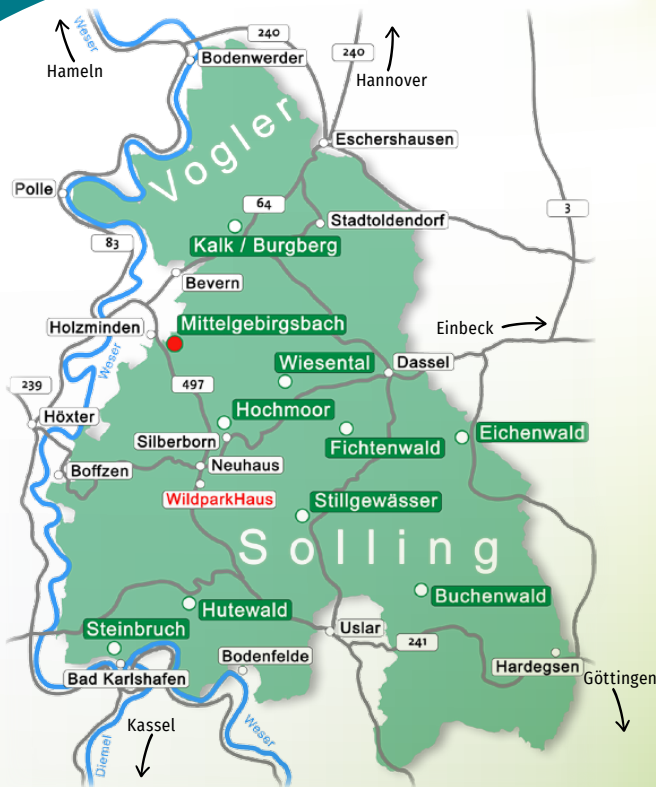 Weser
240
Hameln
240
Hannover
Bodenwerder
Vogler
Eschershausen
Polle
64
3
Stadtoldendorf
83
Kalk / Burgberg
Bevern
Holzminden
Mittelgebirgsbach
Einbeck
Weser
Wiesental
Dassel
239
497
Höxter
Hochmoor
Silberborn
Fichtenwald
Eichenwald
Boffzen
Neuhaus
WildparkHaus
Stillgewässer
Solling
Buchenwald
Hutewald
Steinbruch
Uslar
241
Bodenfelde
Hardegsen
Bad Karlshafen
Göttingen
Kassel
Weser
Diemel